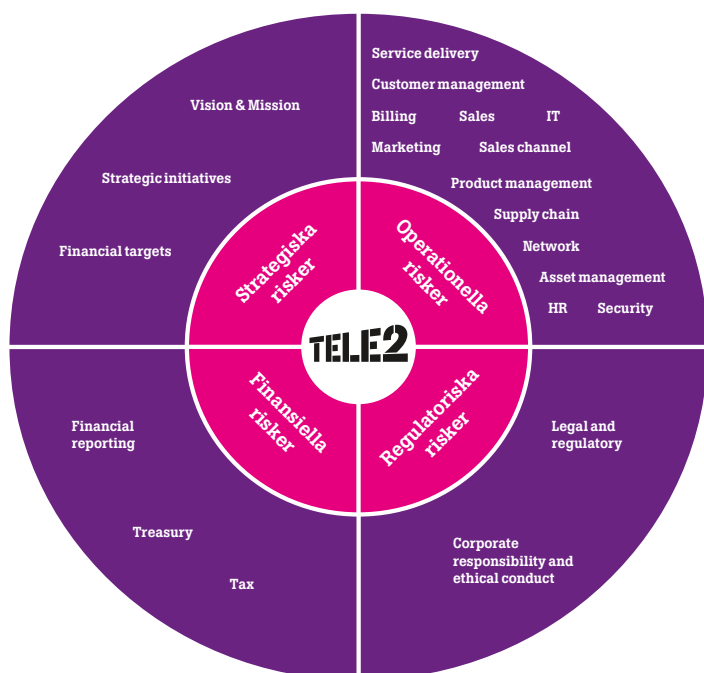 Vision & Mission
Strategic initiatives
Financial targets
Service delivery
Customer management
Billing Sales IT
Marketing Sales channel
Product management
Supply chain
Network
Asset management
HR Security
Strategiska
risker
Operationella
risker
TELE2
Finansiella
risker
Regulatoriska
risker
Financial
reporting
Treasury
Tax
Legal and
regulatory
Corporate
responsibility and
ethical conduct